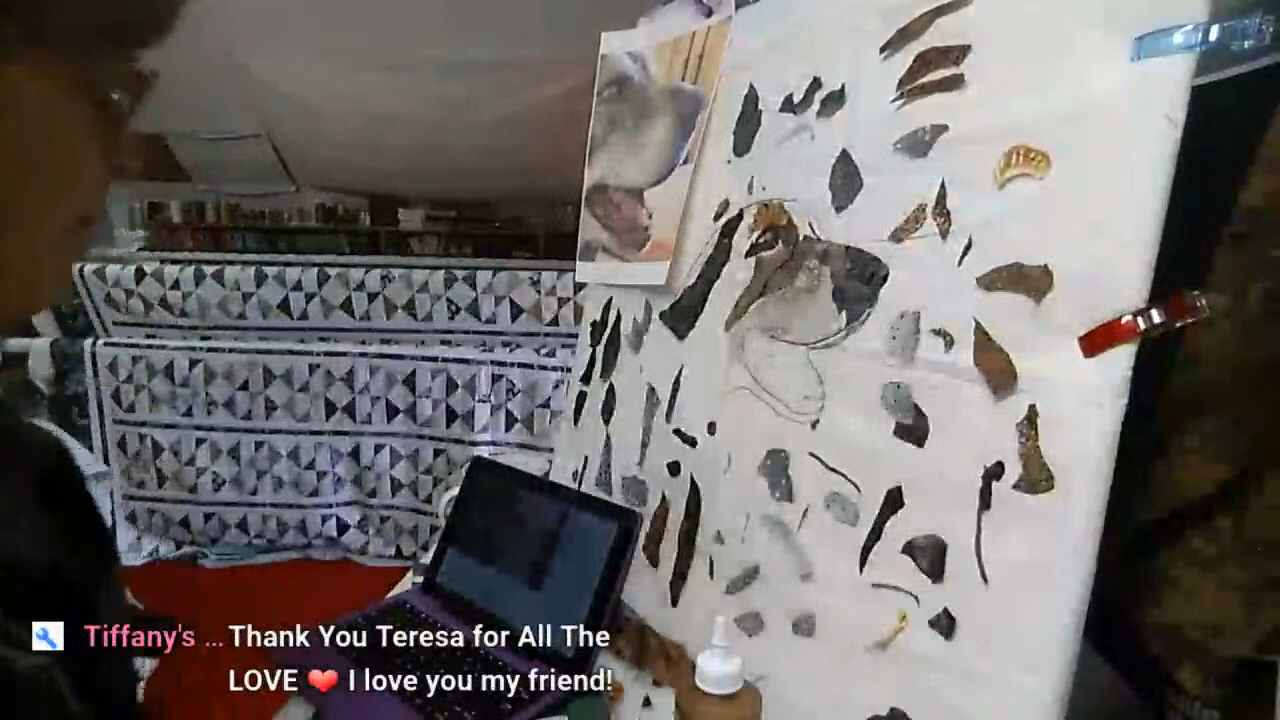 Tiffany's ... Thank You Teresa for All The
LOVE ❤️ I love you my friend!